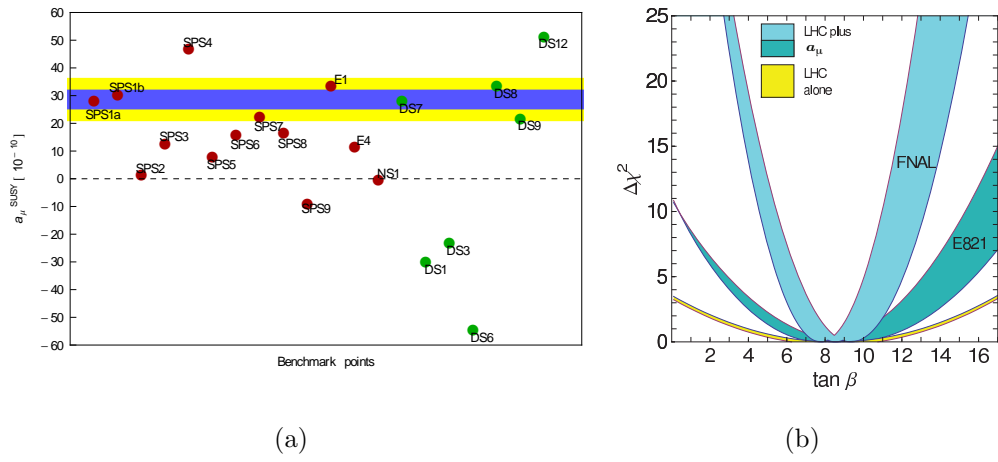 60
50
40
30
20
10
0
− 10
− 20
− 30
− 40
− 50
− 60
a_μ^SUSY [ 10^− 10]
SPS4
E1
SPS1b
SPS1a
SPS3
SPS7
SPS6
SPS8
SPS5
SPS2
E4
NS1
SPS9
DS12
DS8
DS7
DS9
DS3
DS1
DS6
Benchmark points
(a)
25
20
15
10
5
0
Δχ²
LHC plus
a_μ
LHC
alone
FNAL
E821
2 4 6 8 10 12 14 16
tan β
(b)